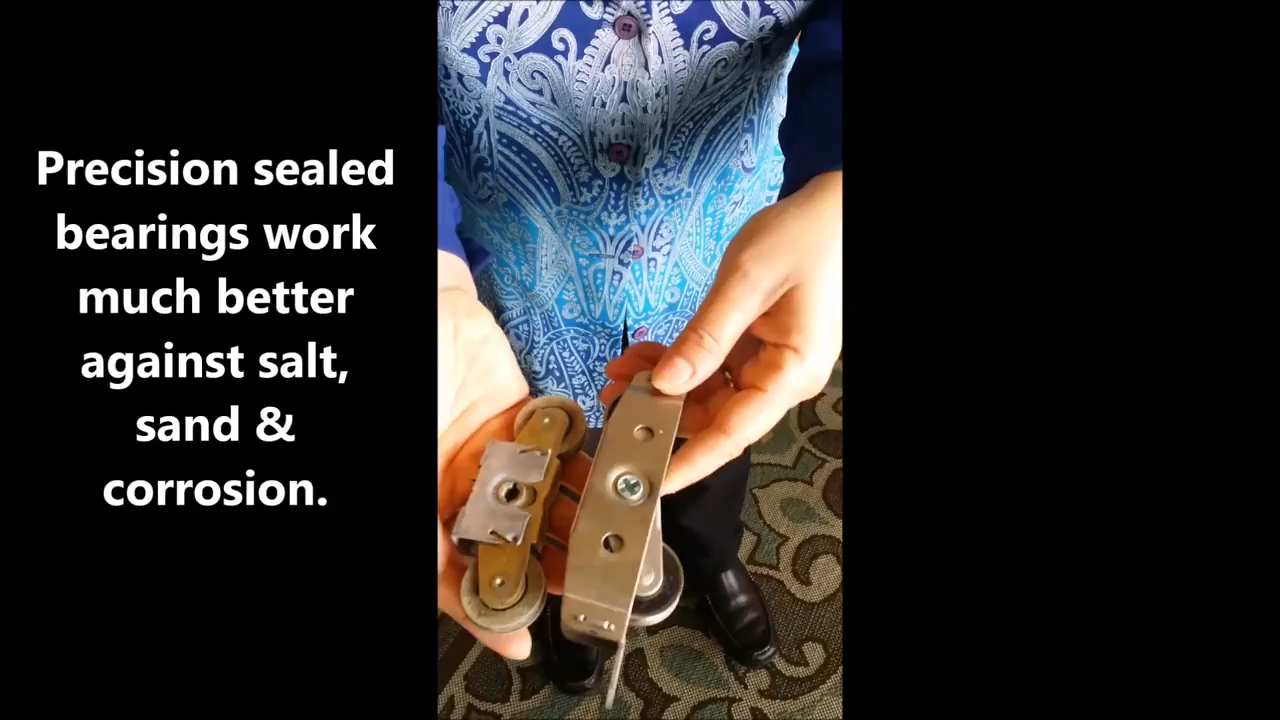 Precision sealed
bearings work
much better
against salt,
sand &
corrosion.